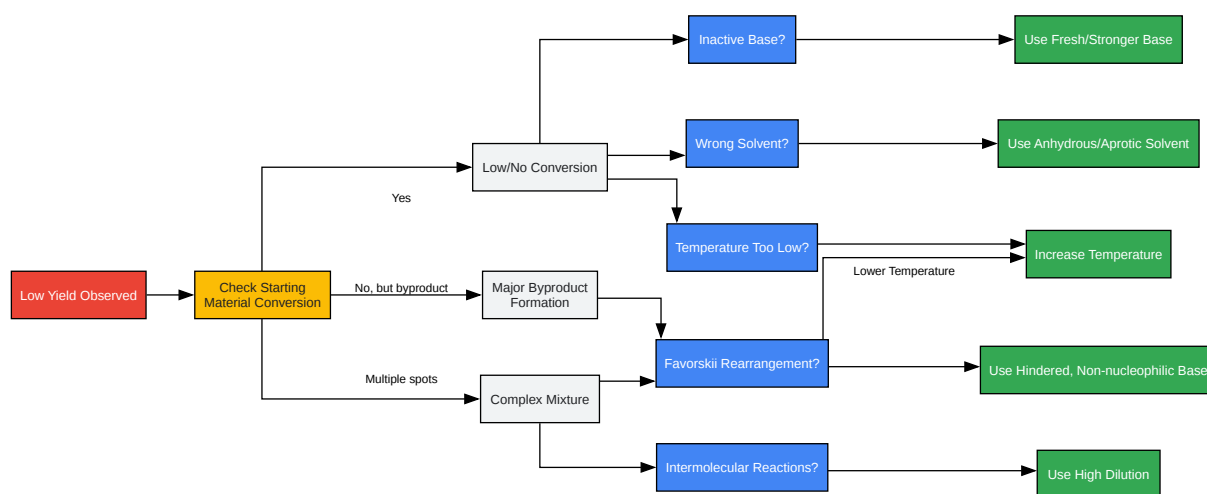 Inactive Base?
Use Fresh/Stronger Base
Wrong Solvent?
Use Anhydrous/Aprotic Solvent
Low/No Conversion
Yes
Temperature Too Low?
Increase Temperature
Lower Temperature
Low Yield Observed
Check Starting
Material Conversion
No, but byproduct
Major Byproduct
Formation
Favorskii Rearrangement?
Use Hindered, Non-nucleophilic Base
Multiple spots
Complex Mixture
Intermolecular Reactions?
Use High Dilution